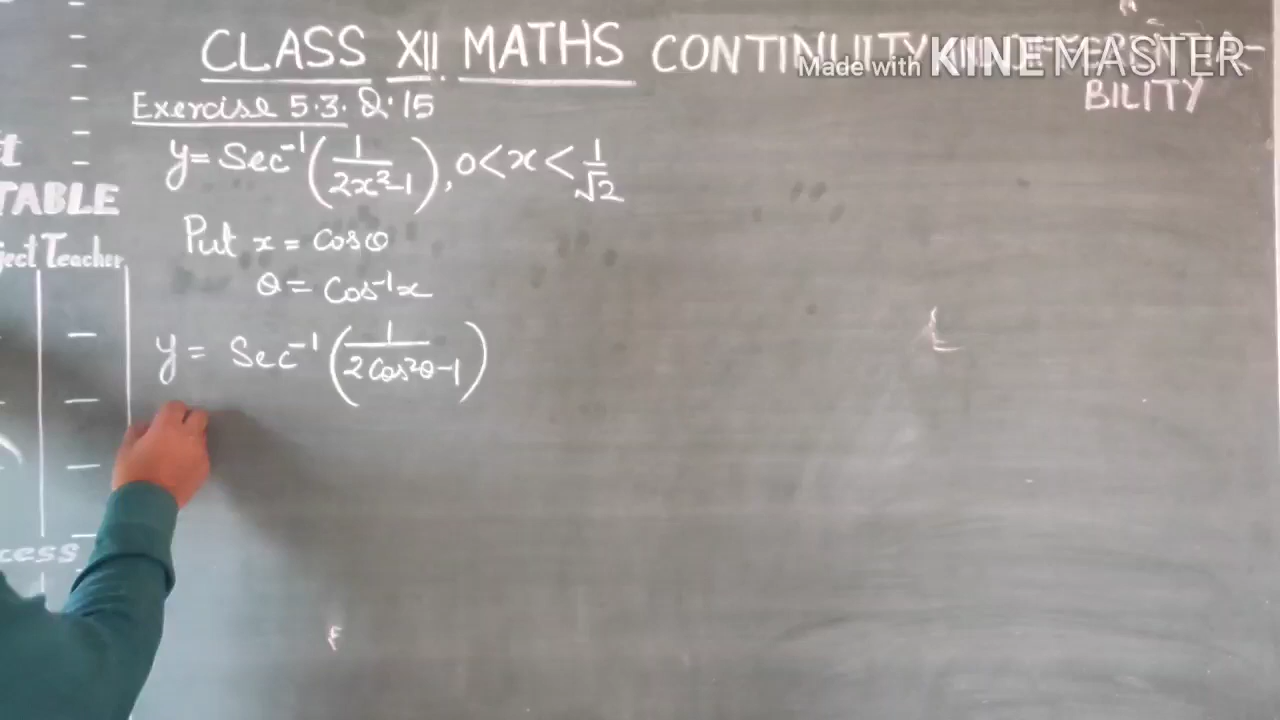 CLASS XII MATHS CONTINUITY
Made with KINEMASTER
BILITY
Exercise 5.3. Q.15
y = Sec⁻¹(1/(2x²-1)), 0<x<1/√2
Put x = cosθ
θ = Cos⁻¹x
y = Sec⁻¹(1/(2Cos²θ-1))
TABLE
ject Teacher
cess